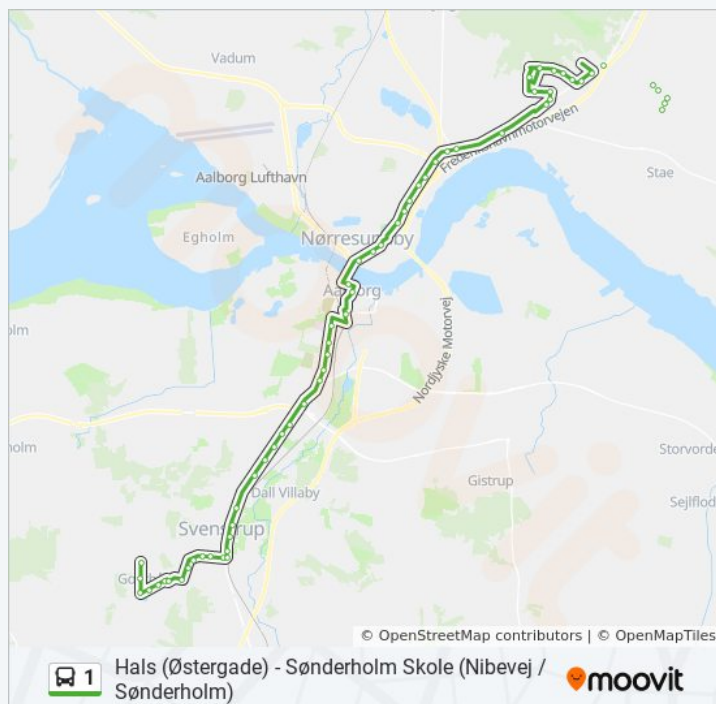 Vadum
Frederikshavnmotorvejen
Stae
Aalborg Lufthavn
Egholm
Nørresundby
Aalborg
Nordjyske Motorvej
holm
holm
Storvorde
Gistrup
Sejlflod
Dall Villaby
Svenstrup
© OpenStreetMap contributors | © OpenMapTiles
1
Hals (Østergade) - Sønderholm Skole (Nibevej /
Sønderholm)
moovit